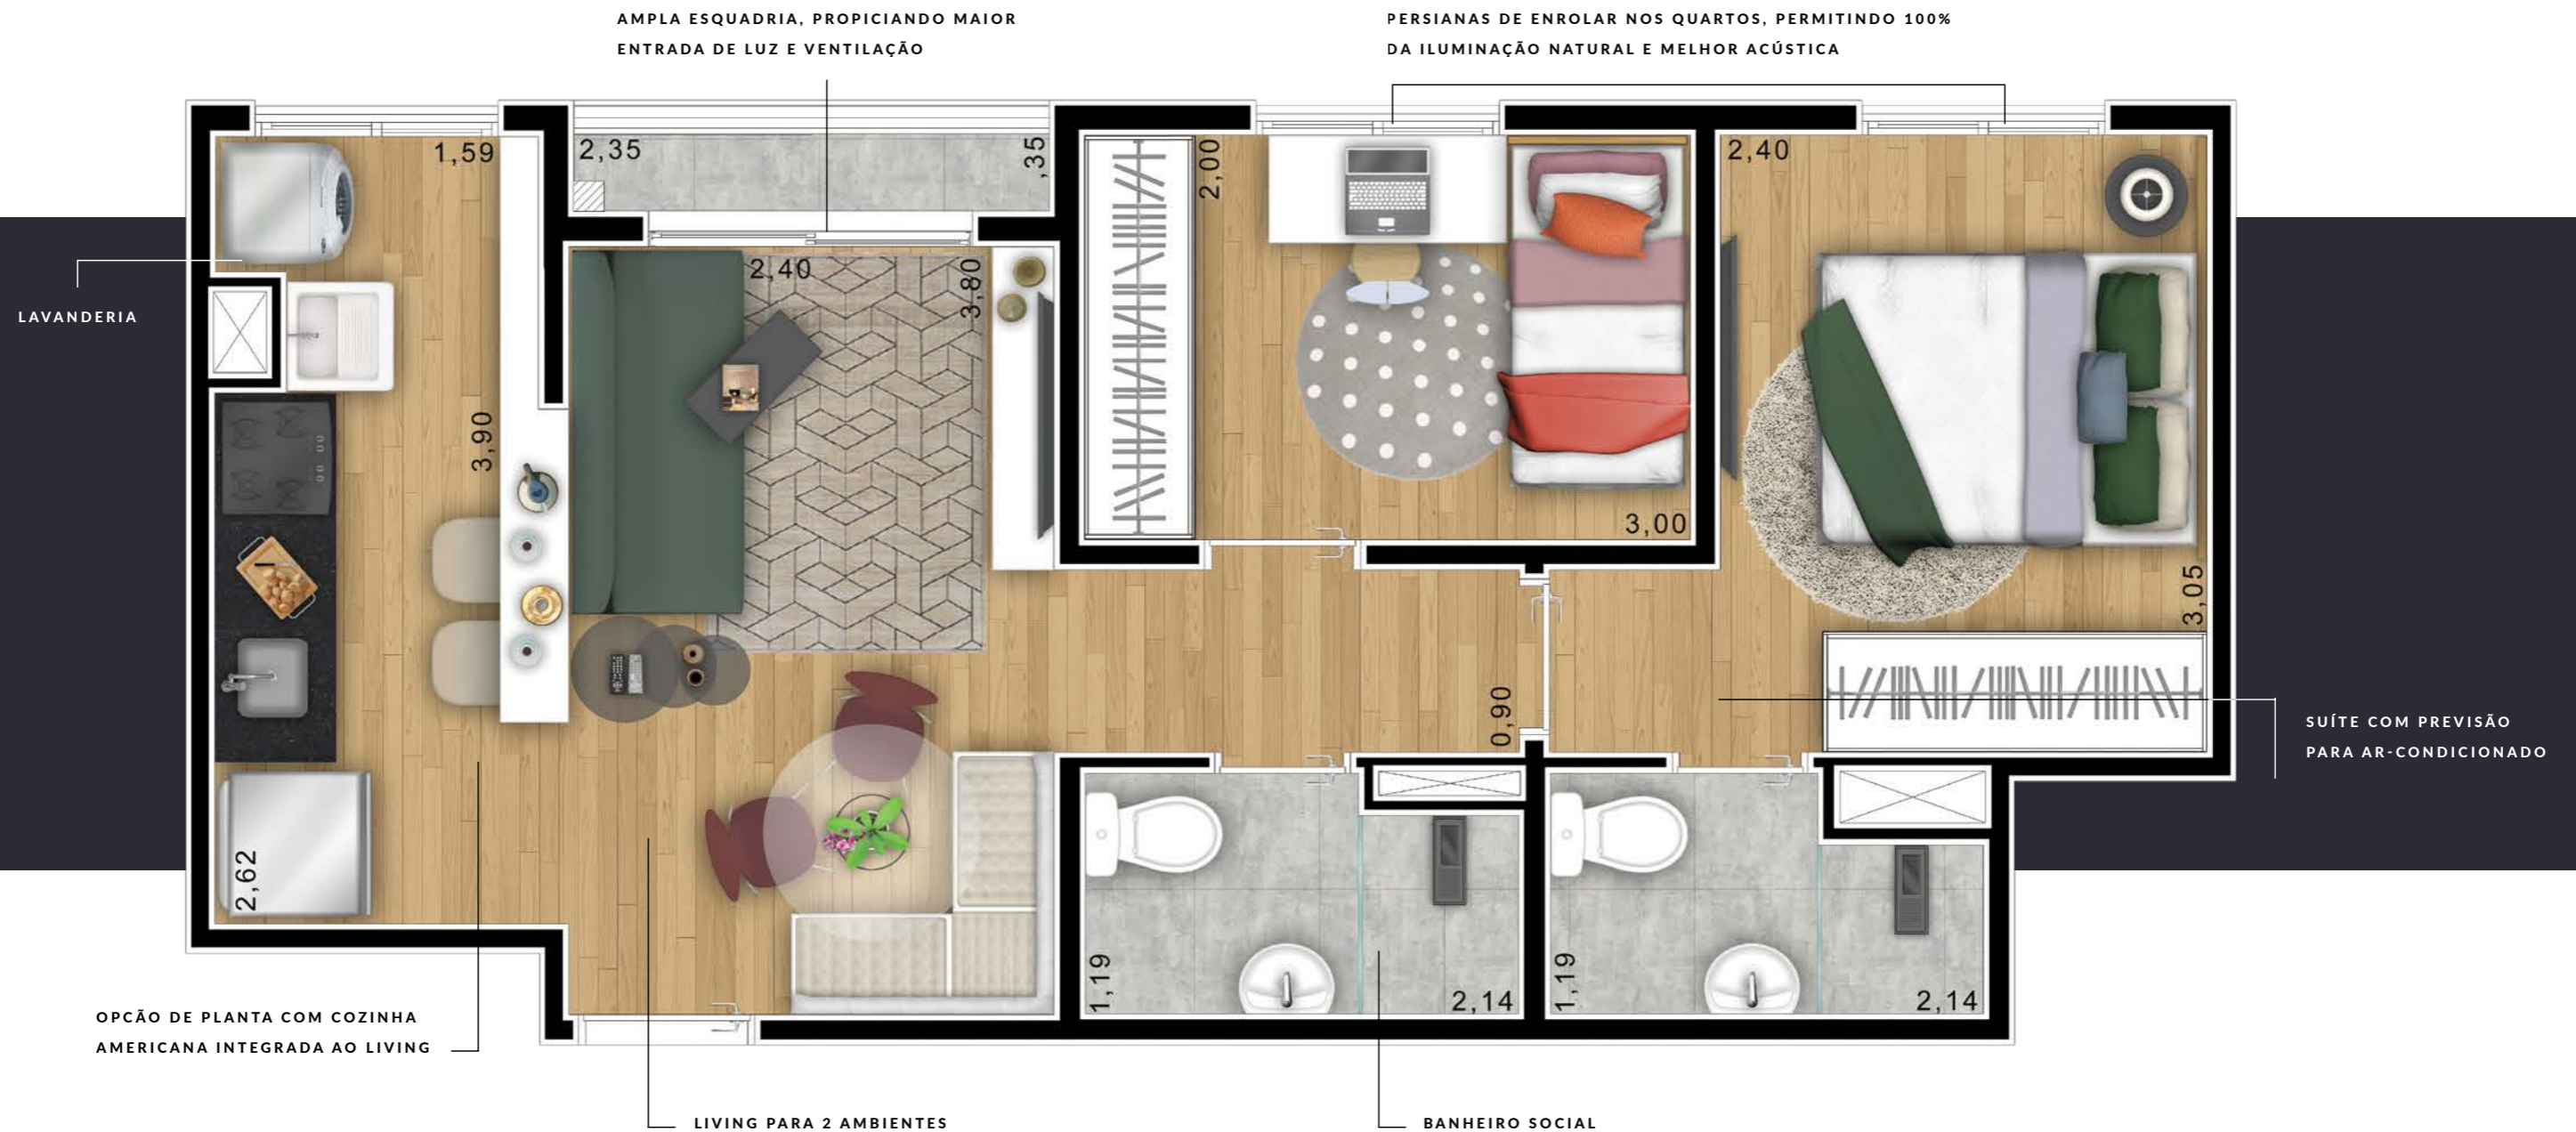 AMPLA ESQUADRIA, PROPICIANDO MAIOR
ENTRADA DE LUZ E VENTILAÇÃO
PERSIANAS DE ENROLAR NOS QUARTOS, PERMITINDO 100%
DA ILUMINAÇÃO NATURAL E MELHOR ACÚSTICA
1,59
2,35
,35
2,00
2,40
2,40
3,80
LAVANDERIA
3,90
3,00
3,05
0,90
SUÍTE COM PREVISÃO
PARA AR-CONDICIONADO
2,62
1,19
2,14
1,19
2,14
OPCÃO DE PLANTA COM COZINHA
AMERICANA INTEGRADA AO LIVING
LIVING PARA 2 AMBIENTES
BANHEIRO SOCIAL